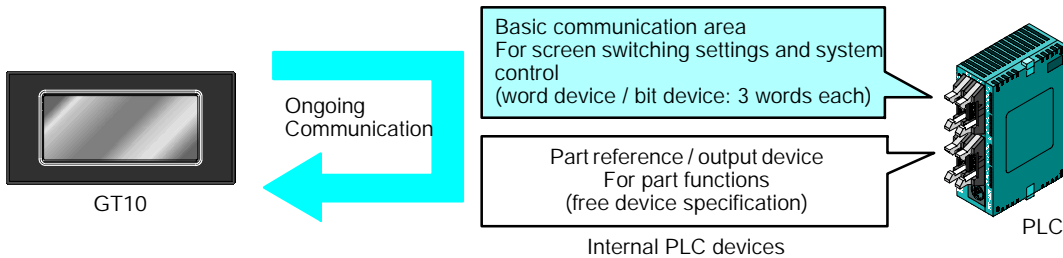 Basic communication area
For screen switching settings and system
control
(word device / bit device: 3 words each)
Ongoing
Communication
Part reference / output device
For part functions
(free device specification)
GT10
PLC
Internal PLC devices